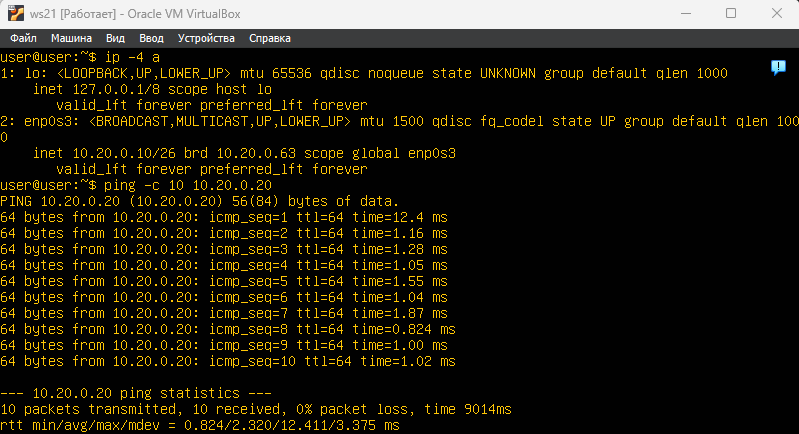 ws21 [Работает] - Oracle VM VirtualBox
Файл Машина Вид Ввод Устройства Справка
user@user:~$ ip -4 a
1: lo: <LOOPBACK,UP,LOWER_UP> mtu 65536 qdisc noqueue state UNKNOWN group default qlen 1000
    inet 127.0.0.1/8 scope host lo
       valid_lft forever preferred_lft forever
2: enp0s3: <BROADCAST,MULTICAST,UP,LOWER_UP> mtu 1500 qdisc fq_codel state UP group default qlen 100
0
    inet 10.20.0.10/26 brd 10.20.0.63 scope global enp0s3
       valid_lft forever preferred_lft forever
user@user:~$ ping -c 10 10.20.0.20
PING 10.20.0.20 (10.20.0.20) 56(84) bytes of data.
64 bytes from 10.20.0.20: icmp_seq=1 ttl=64 time=12.4 ms
64 bytes from 10.20.0.20: icmp_seq=2 ttl=64 time=1.16 ms
64 bytes from 10.20.0.20: icmp_seq=3 ttl=64 time=1.28 ms
64 bytes from 10.20.0.20: icmp_seq=4 ttl=64 time=1.05 ms
64 bytes from 10.20.0.20: icmp_seq=5 ttl=64 time=1.55 ms
64 bytes from 10.20.0.20: icmp_seq=6 ttl=64 time=1.04 ms
64 bytes from 10.20.0.20: icmp_seq=7 ttl=64 time=1.87 ms
64 bytes from 10.20.0.20: icmp_seq=8 ttl=64 time=0.824 ms
64 bytes from 10.20.0.20: icmp_seq=9 ttl=64 time=1.00 ms
64 bytes from 10.20.0.20: icmp_seq=10 ttl=64 time=1.02 ms
--- 10.20.0.20 ping statistics ---
10 packets transmitted, 10 received, 0% packet loss, time 9014ms
rtt min/avg/max/mdev = 0.824/2.320/12.411/3.375 ms